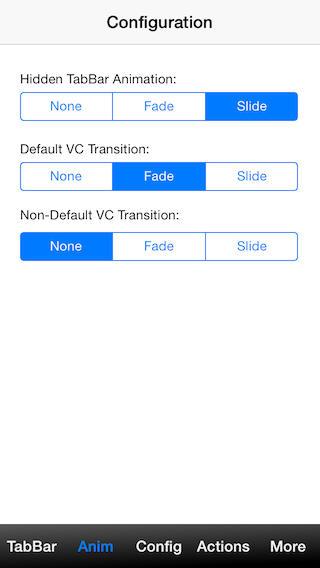 Configuration
Hidden TabBar Animation:
None Fade Slide
Default VC Transition:
None Fade Slide
Non-Default VC Transition:
None Fade Slide
TabBar Anim Config Actions More